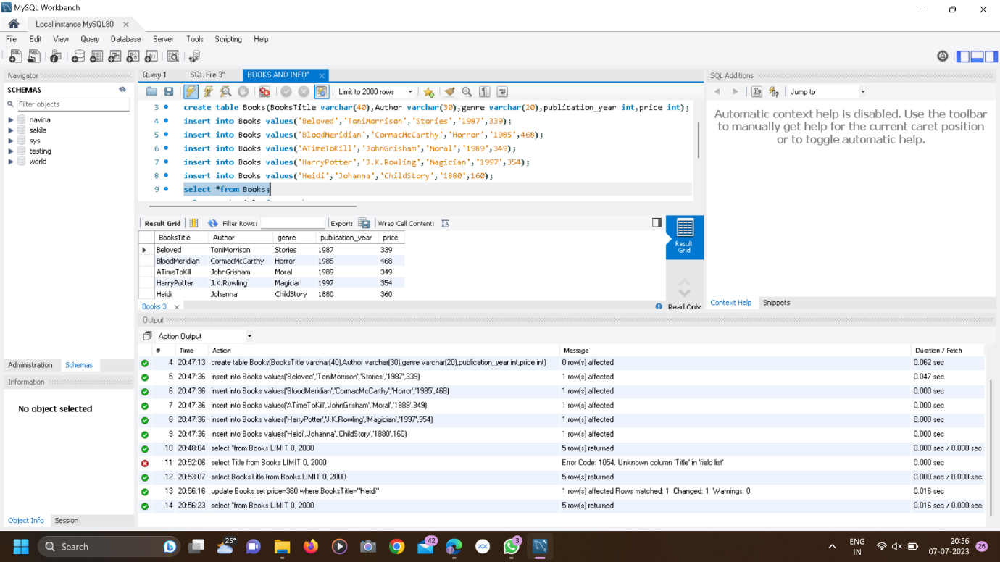 MySQL Workbench
Local instance MySQL80
File Edit View Query Database Server Tools Scripting Help
Navigator
SCHEMAS
Filter objects
navina
sakila
sys
testing
world
Administration Schemas
Information
No object selected
Object Info Session
Query 1 SQL File 3* BOOKS AND INFO*
Limit to 2000 rows
3 create table Books(BooksTitle varchar(40),Author varchar(30),genre varchar(20),publication_year int,price int);
4 insert into Books values('Beloved','ToniMorrison','Stories','1987',339);
5 insert into Books values('BloodMeridian','CormacMcCarthy','Horror','1985',468);
6 insert into Books values('ATimeToKill','JohnGrisham','Moral','1989',349);
7 insert into Books values('HarryPotter','J.K.Rowling','Magician','1997',354);
8 insert into Books values('Heidi','Johanna','ChildStory','1880',160);
9 select *from Books;
Result Grid Filter Rows: Export: Wrap Cell Content:
BooksTitle Author genre publication_year price
Beloved ToniMorrison Stories 1987 339
BloodMeridian CormacMcCarthy Horror 1985 468
ATimeToKill JohnGrisham Moral 1989 349
HarryPotter J.K.Rowling Magician 1997 354
Heidi Johanna ChildStory 1880 360
Result
Grid
Books 3
Read Only
SQL Additions
Jump to
Automatic context help is disabled. Use the toolbar
to manually get help for the current caret position
or to toggle automatic help.
Context Help Snippets
Output
Action Output
# Time Action Message Duration / Fetch
4 20:47:13 create table Books(BooksTitle varchar(40),Author varchar(30),genre varchar(20),publication_year int,price int) 0 row(s) affected 0.062 sec
5 20:47:36 insert into Books values('Beloved','ToniMorrison','Stories','1987',339) 1 row(s) affected 0.047 sec
6 20:47:36 insert into Books values('BloodMeridian','CormacMcCarthy','Horror','1985',468) 1 row(s) affected 0.000 sec
7 20:47:36 insert into Books values('ATimeToKill','JohnGrisham','Moral','1989',349) 1 row(s) affected 0.000 sec
8 20:47:36 insert into Books values('HarryPotter','J.K.Rowling','Magician','1997',354) 1 row(s) affected 0.000 sec
9 20:47:36 insert into Books values('Heidi','Johanna','ChildStory','1880',160) 1 row(s) affected 0.000 sec
10 20:48:04 select *from Books LIMIT 0, 2000 5 row(s) returned 0.000 sec / 0.000 sec
11 20:52:06 select Title from Books LIMIT 0, 2000 Error Code: 1054. Unknown column 'Title' in 'field list' 0.000 sec
12 20:53:07 select BooksTitle from Books LIMIT 0, 2000 5 row(s) returned 0.000 sec / 0.000 sec
13 20:56:16 update Books set price=360 where BooksTitle="Heidi" 1 row(s) affected Rows matched: 1 Changed: 1 Warnings: 0 0.016 sec
14 20:56:23 select *from Books LIMIT 0, 2000 5 row(s) returned 0.016 sec / 0.000 sec
Search
25°
42
3
ENG
IN
20:56
07-07-2023
26